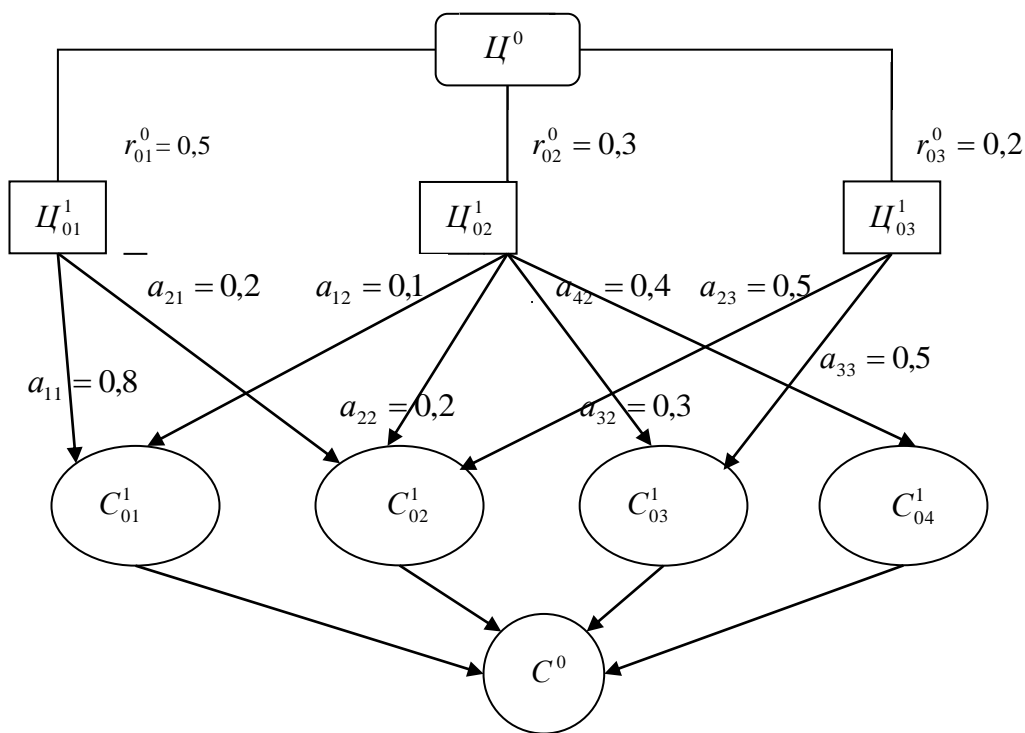 Ц⁰
r⁰₀₁ = 0,5
r⁰₀₂ = 0,3
r⁰₀₃ = 0,2
Ц¹₀₁
Ц¹₀₂
Ц¹₀₃
a₂₁ = 0,2
a₁₂ = 0,1
a₄₂ = 0,4
a₂₃ = 0,5
a₃₃ = 0,5
a₁₁ = 0,8
a₂₂ = 0,2
a₃₂ = 0,3
C¹₀₁
C¹₀₂
C¹₀₃
C¹₀₄
C⁰